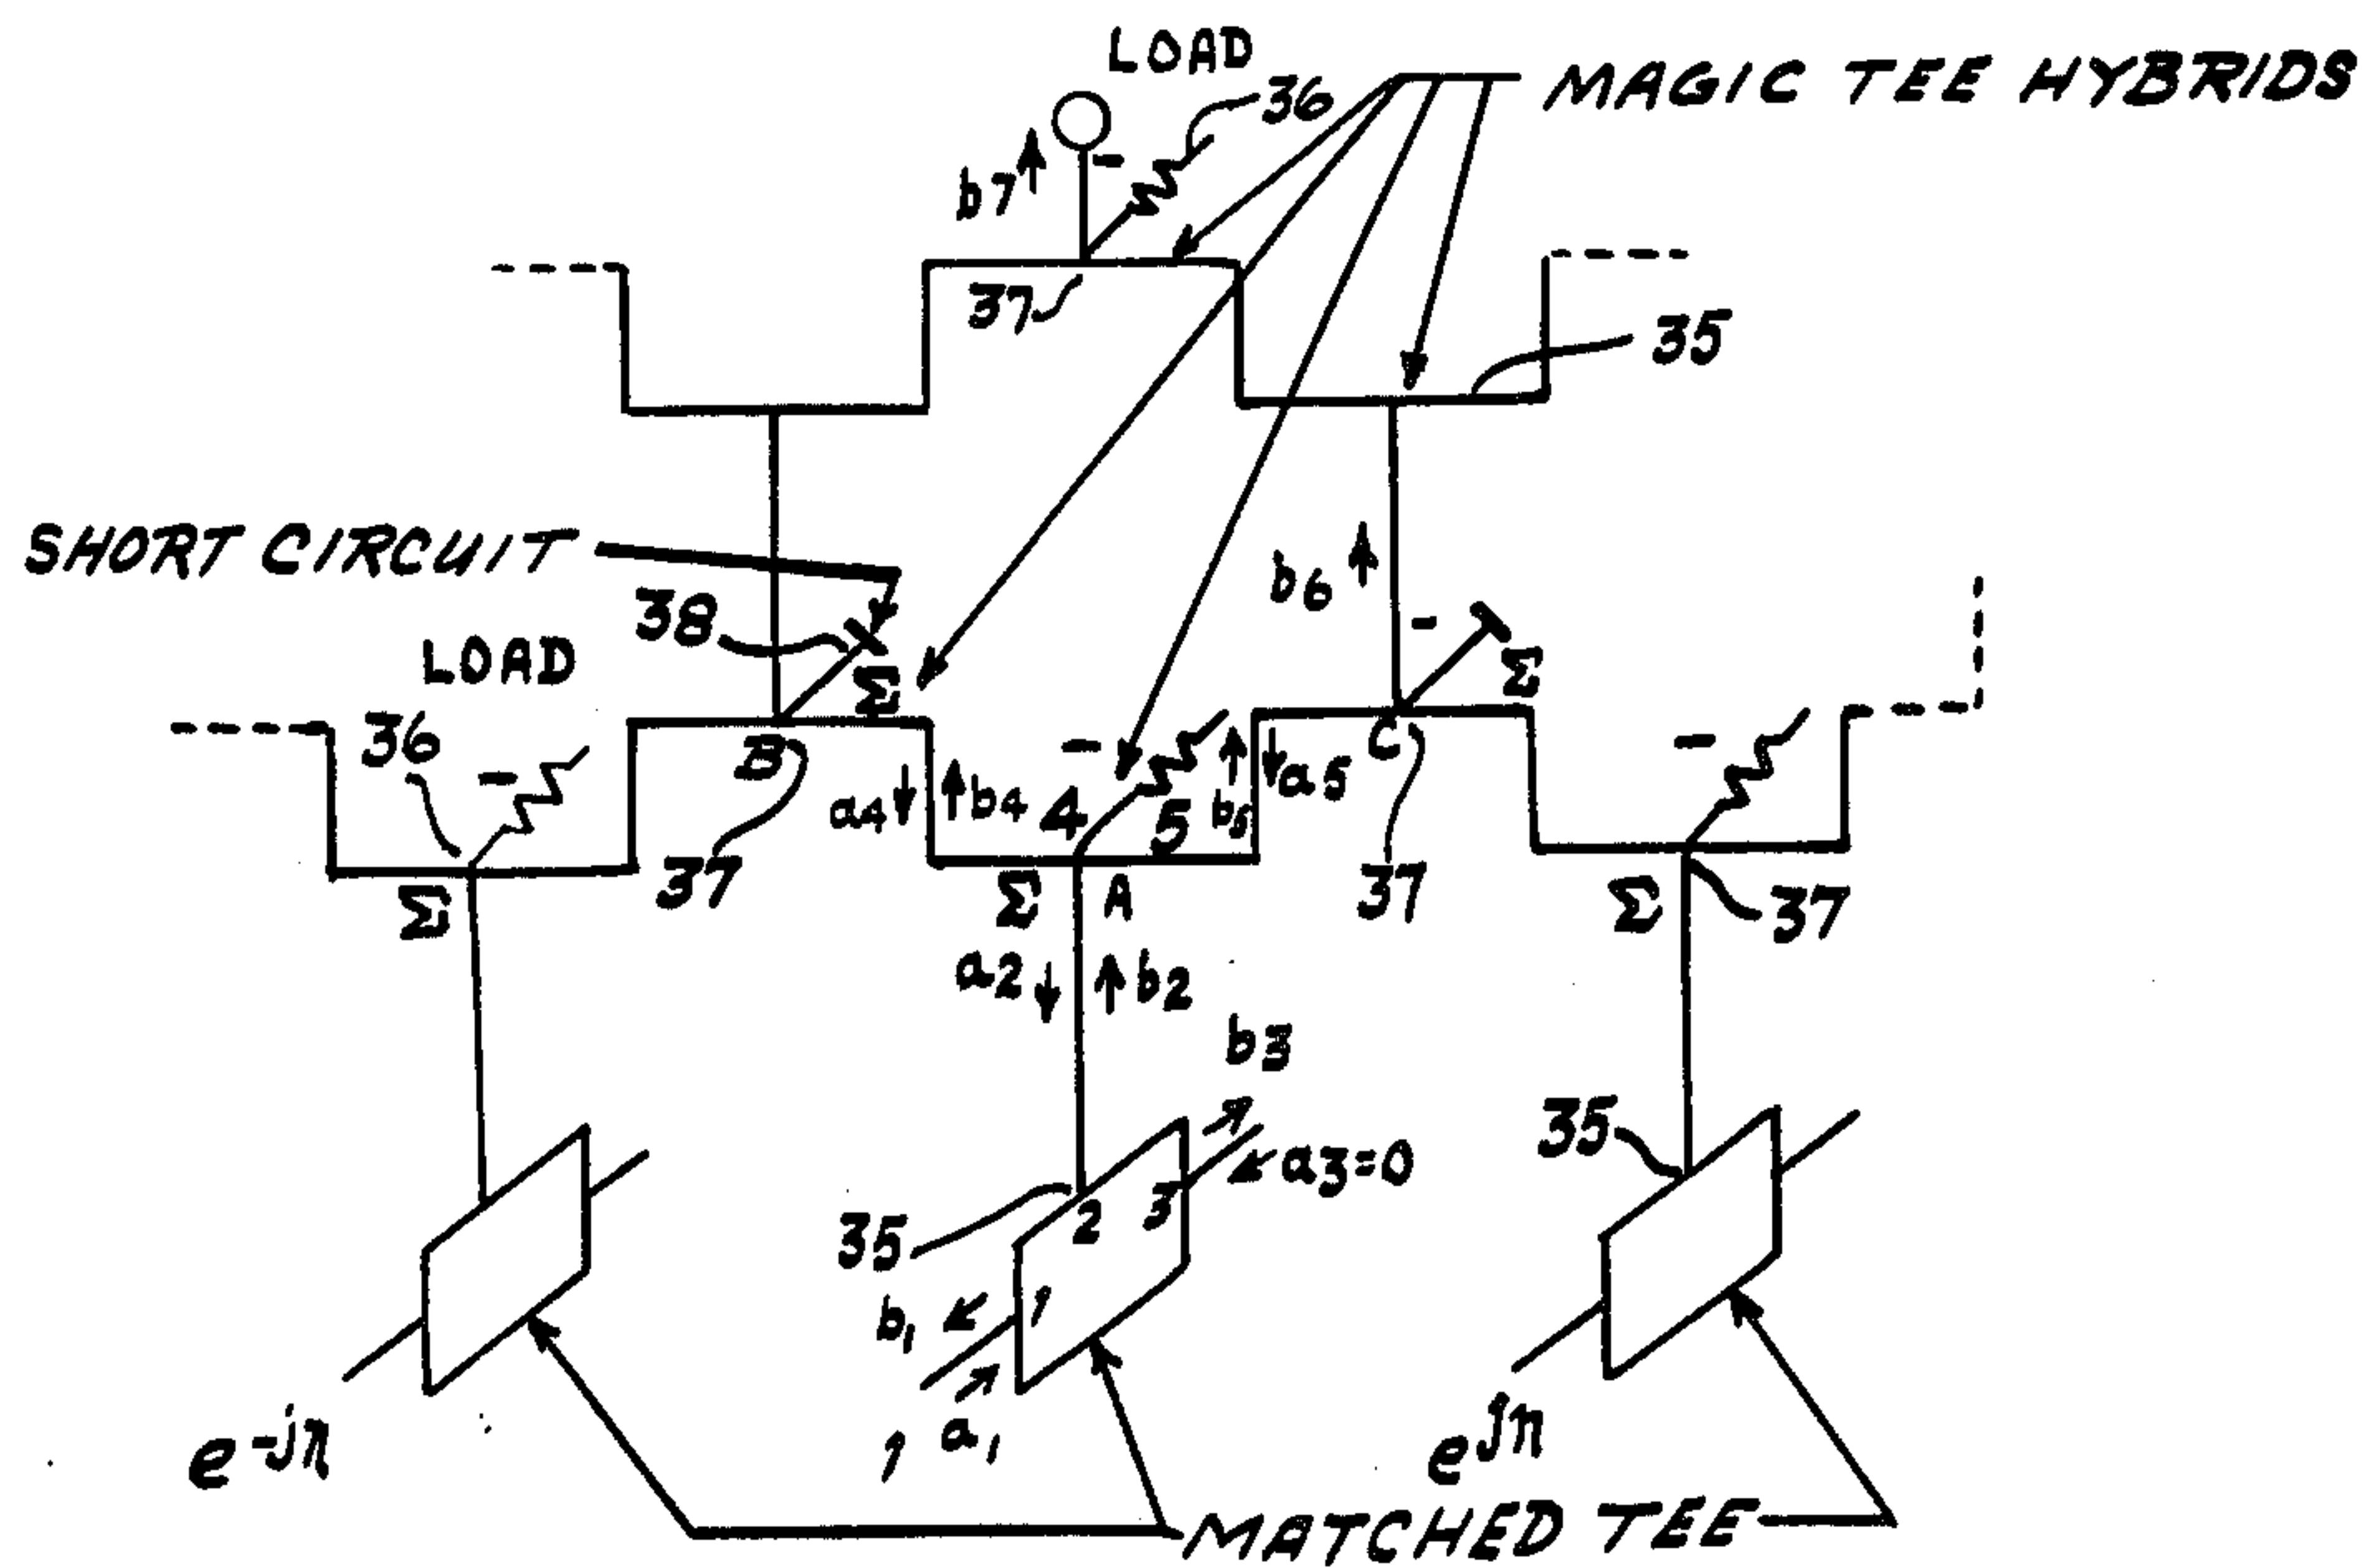 LOAD
MAGIC TEE HYBRIDS
36
b7
-
37
35
SHORT CIRCUIT
b6
38
-
Σ
Σ
LOAD
36
-
B
a4
b4
-
4
5
b5
a5
C
-
37
37
Σ
Σ
A
Σ
37
a2
b2
b3
a3=0
35
2
3
35
b1
1
e-jη
1
a1
ejη
MATCHED TEE